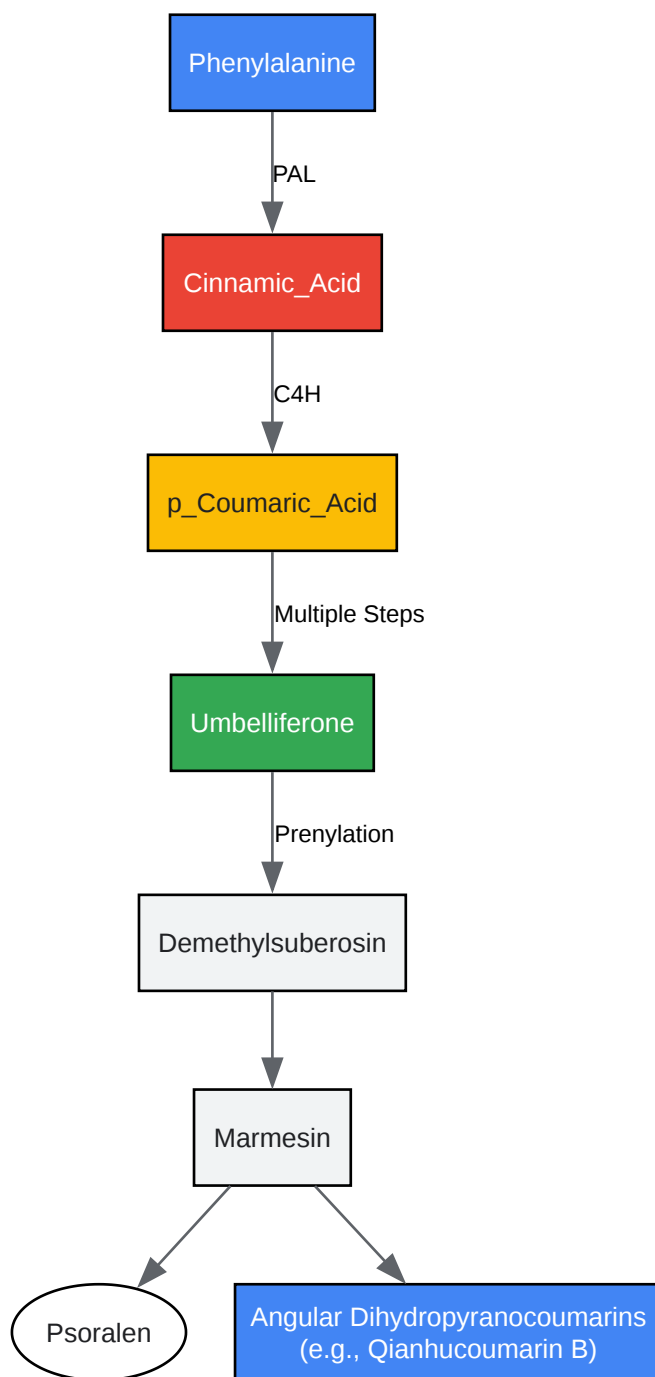 Phenylalanine
PAL
Cinnamic_Acid
C4H
p_Coumaric_Acid
Multiple Steps
Umbelliferone
Prenylation
Demethylsuberosin
Marmesin
Psoralen
Angular Dihydropyranocoumarins
(e.g., Qianhucoumarin B)